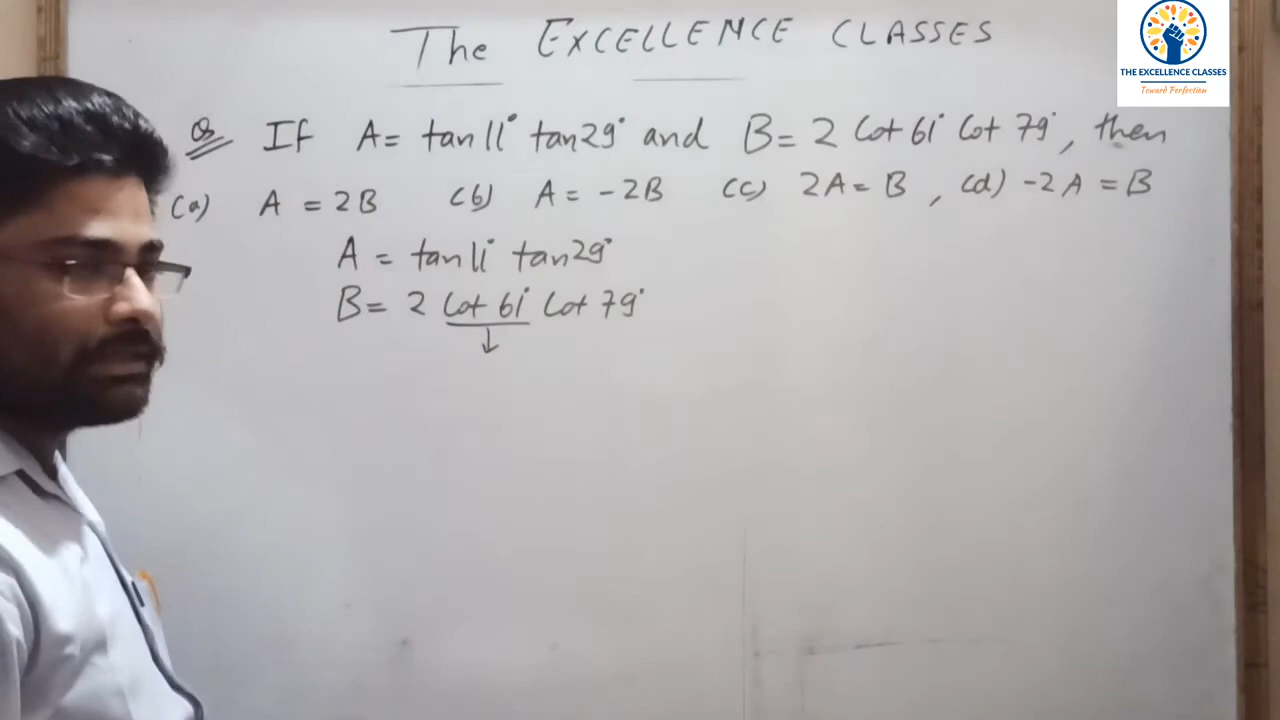 The EXCELLENCE CLASSES
THE EXCELLENCE CLASSES
Toward Perfection
Q If A = tan11° tan29° and B = 2 Cot 61° Cot 79°, then
(a) A = 2B (b) A = -2B (c) 2A = B , (d) -2A = B
A = tan11° tan29°
B = 2 Cot 61° Cot 79°
↓